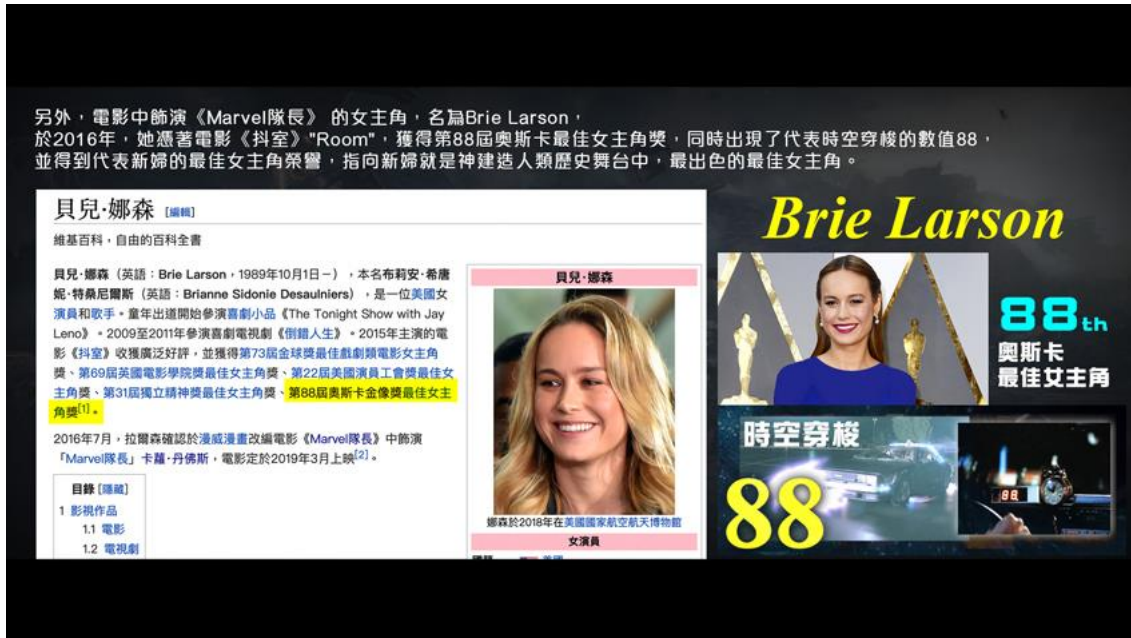 另外，電影中飾演《Marvel隊長》 的女主角，名為Brie Larson，
於2016年，她憑著電影《抖室》"Room"，獲得第88屆奧斯卡最佳女主角獎，同時出現了代表時空穿梭的數值88，
並得到代表新婦的最佳女主角榮譽，指向新婦就是神建造人類歷史舞台中，最出色的最佳女主角。
貝兒·娜森 [編輯]
維基百科，自由的百科全書
貝兒·娜森（英語：Brie Larson，1989年10月1日－），本名布莉安·希唐
妮·特桑尼爾斯（英語：Brianne Sidonie Desaulniers），是一位美國女
演員和歌手。童年出道開始參演喜劇小品《The Tonight Show with Jay
Leno》。2009至2011年參演喜劇電視劇《倒錯人生》。2015年主演的電
影《抖室》收獲廣泛好評，並獲得第73屆金球獎最佳戲劇類電影女主角
獎、第69屆英國電影學院獎最佳女主角獎、第22屆美國演員工會獎最佳女
主角獎、第31屆獨立精神獎最佳女主角獎、第88屆奧斯卡金像獎最佳女主
角獎[1]。
2016年7月，拉爾森確認於漫威漫畫改編電影《Marvel隊長》中飾演
「Marvel隊長」卡蘿·丹佛斯，電影定於2019年3月上映[2]。
目錄 [隱藏]
1 影視作品
1.1 電影
1.2 電視劇
貝兒·娜森
娜森於2018年在美國國家航空航天博物館
女演員
Brie Larson
88th
奧斯卡
最佳女主角
時空穿梭
88
88